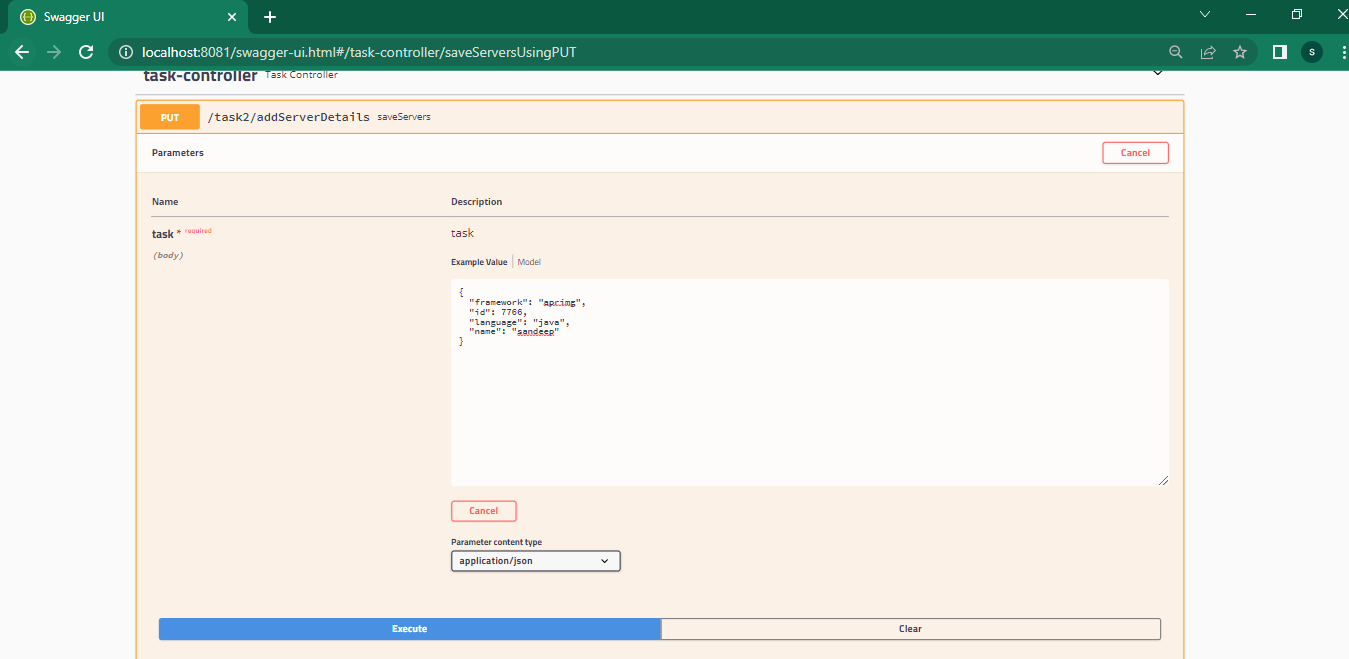 Swagger UI
localhost:8081/swagger-ui.html#/task-controller/saveServersUsingPUT
S
task-controller Task Controller
PUT /task2/addServerDetails saveServers
Parameters Cancel
Name Description
task * required task
(body)
Example Value Model
{
"framework": "aprimg",
"id": 7766,
"language": "java",
"name": "sandeep"
}
Cancel
Parameter content type
application/json
Execute Clear